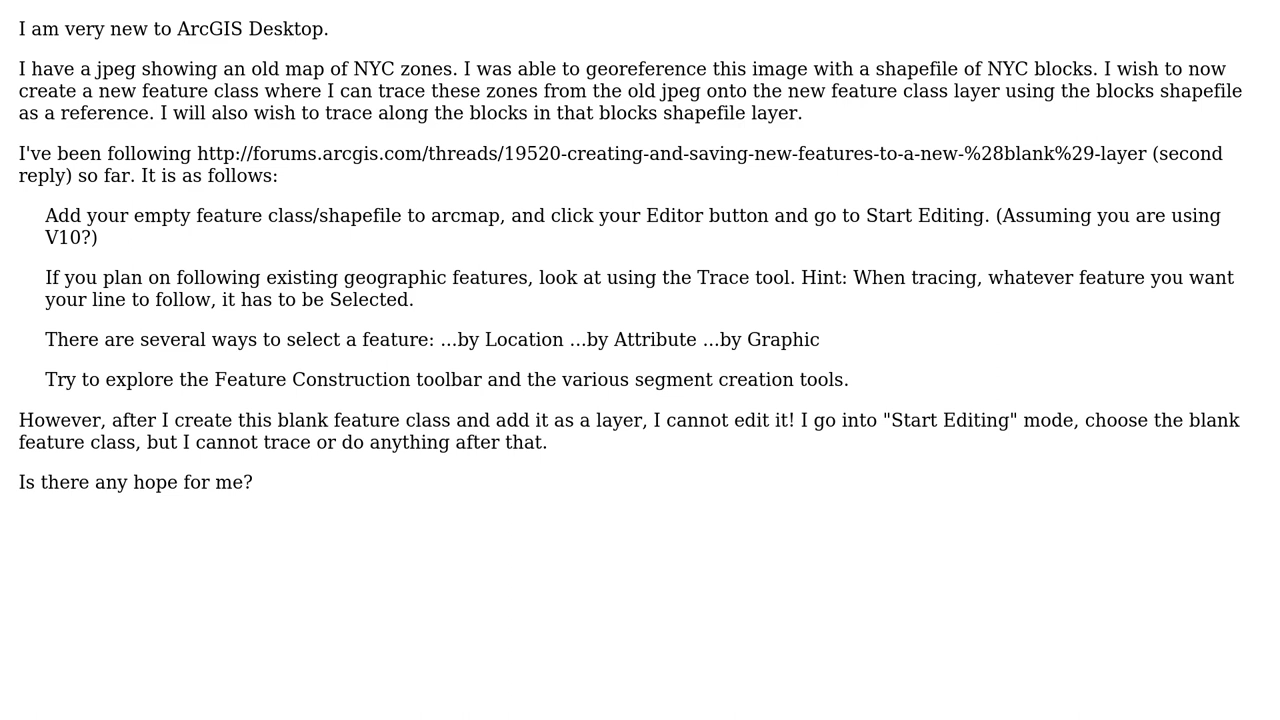 I am very new to ArcGIS Desktop.
I have a jpeg showing an old map of NYC zones. I was able to georeference this image with a shapefile of NYC blocks. I wish to now
create a new feature class where I can trace these zones from the old jpeg onto the new feature class layer using the blocks shapefile
as a reference. I will also wish to trace along the blocks in that blocks shapefile layer.
I've been following http://forums.arcgis.com/threads/19520-creating-and-saving-new-features-to-a-new-%28blank%29-layer (second
reply) so far. It is as follows:
Add your empty feature class/shapefile to arcmap, and click your Editor button and go to Start Editing. (Assuming you are using
V10?)
If you plan on following existing geographic features, look at using the Trace tool. Hint: When tracing, whatever feature you want
your line to follow, it has to be Selected.
There are several ways to select a feature: ...by Location ...by Attribute ...by Graphic
Try to explore the Feature Construction toolbar and the various segment creation tools.
However, after I create this blank feature class and add it as a layer, I cannot edit it! I go into "Start Editing" mode, choose the blank
feature class, but I cannot trace or do anything after that.
Is there any hope for me?